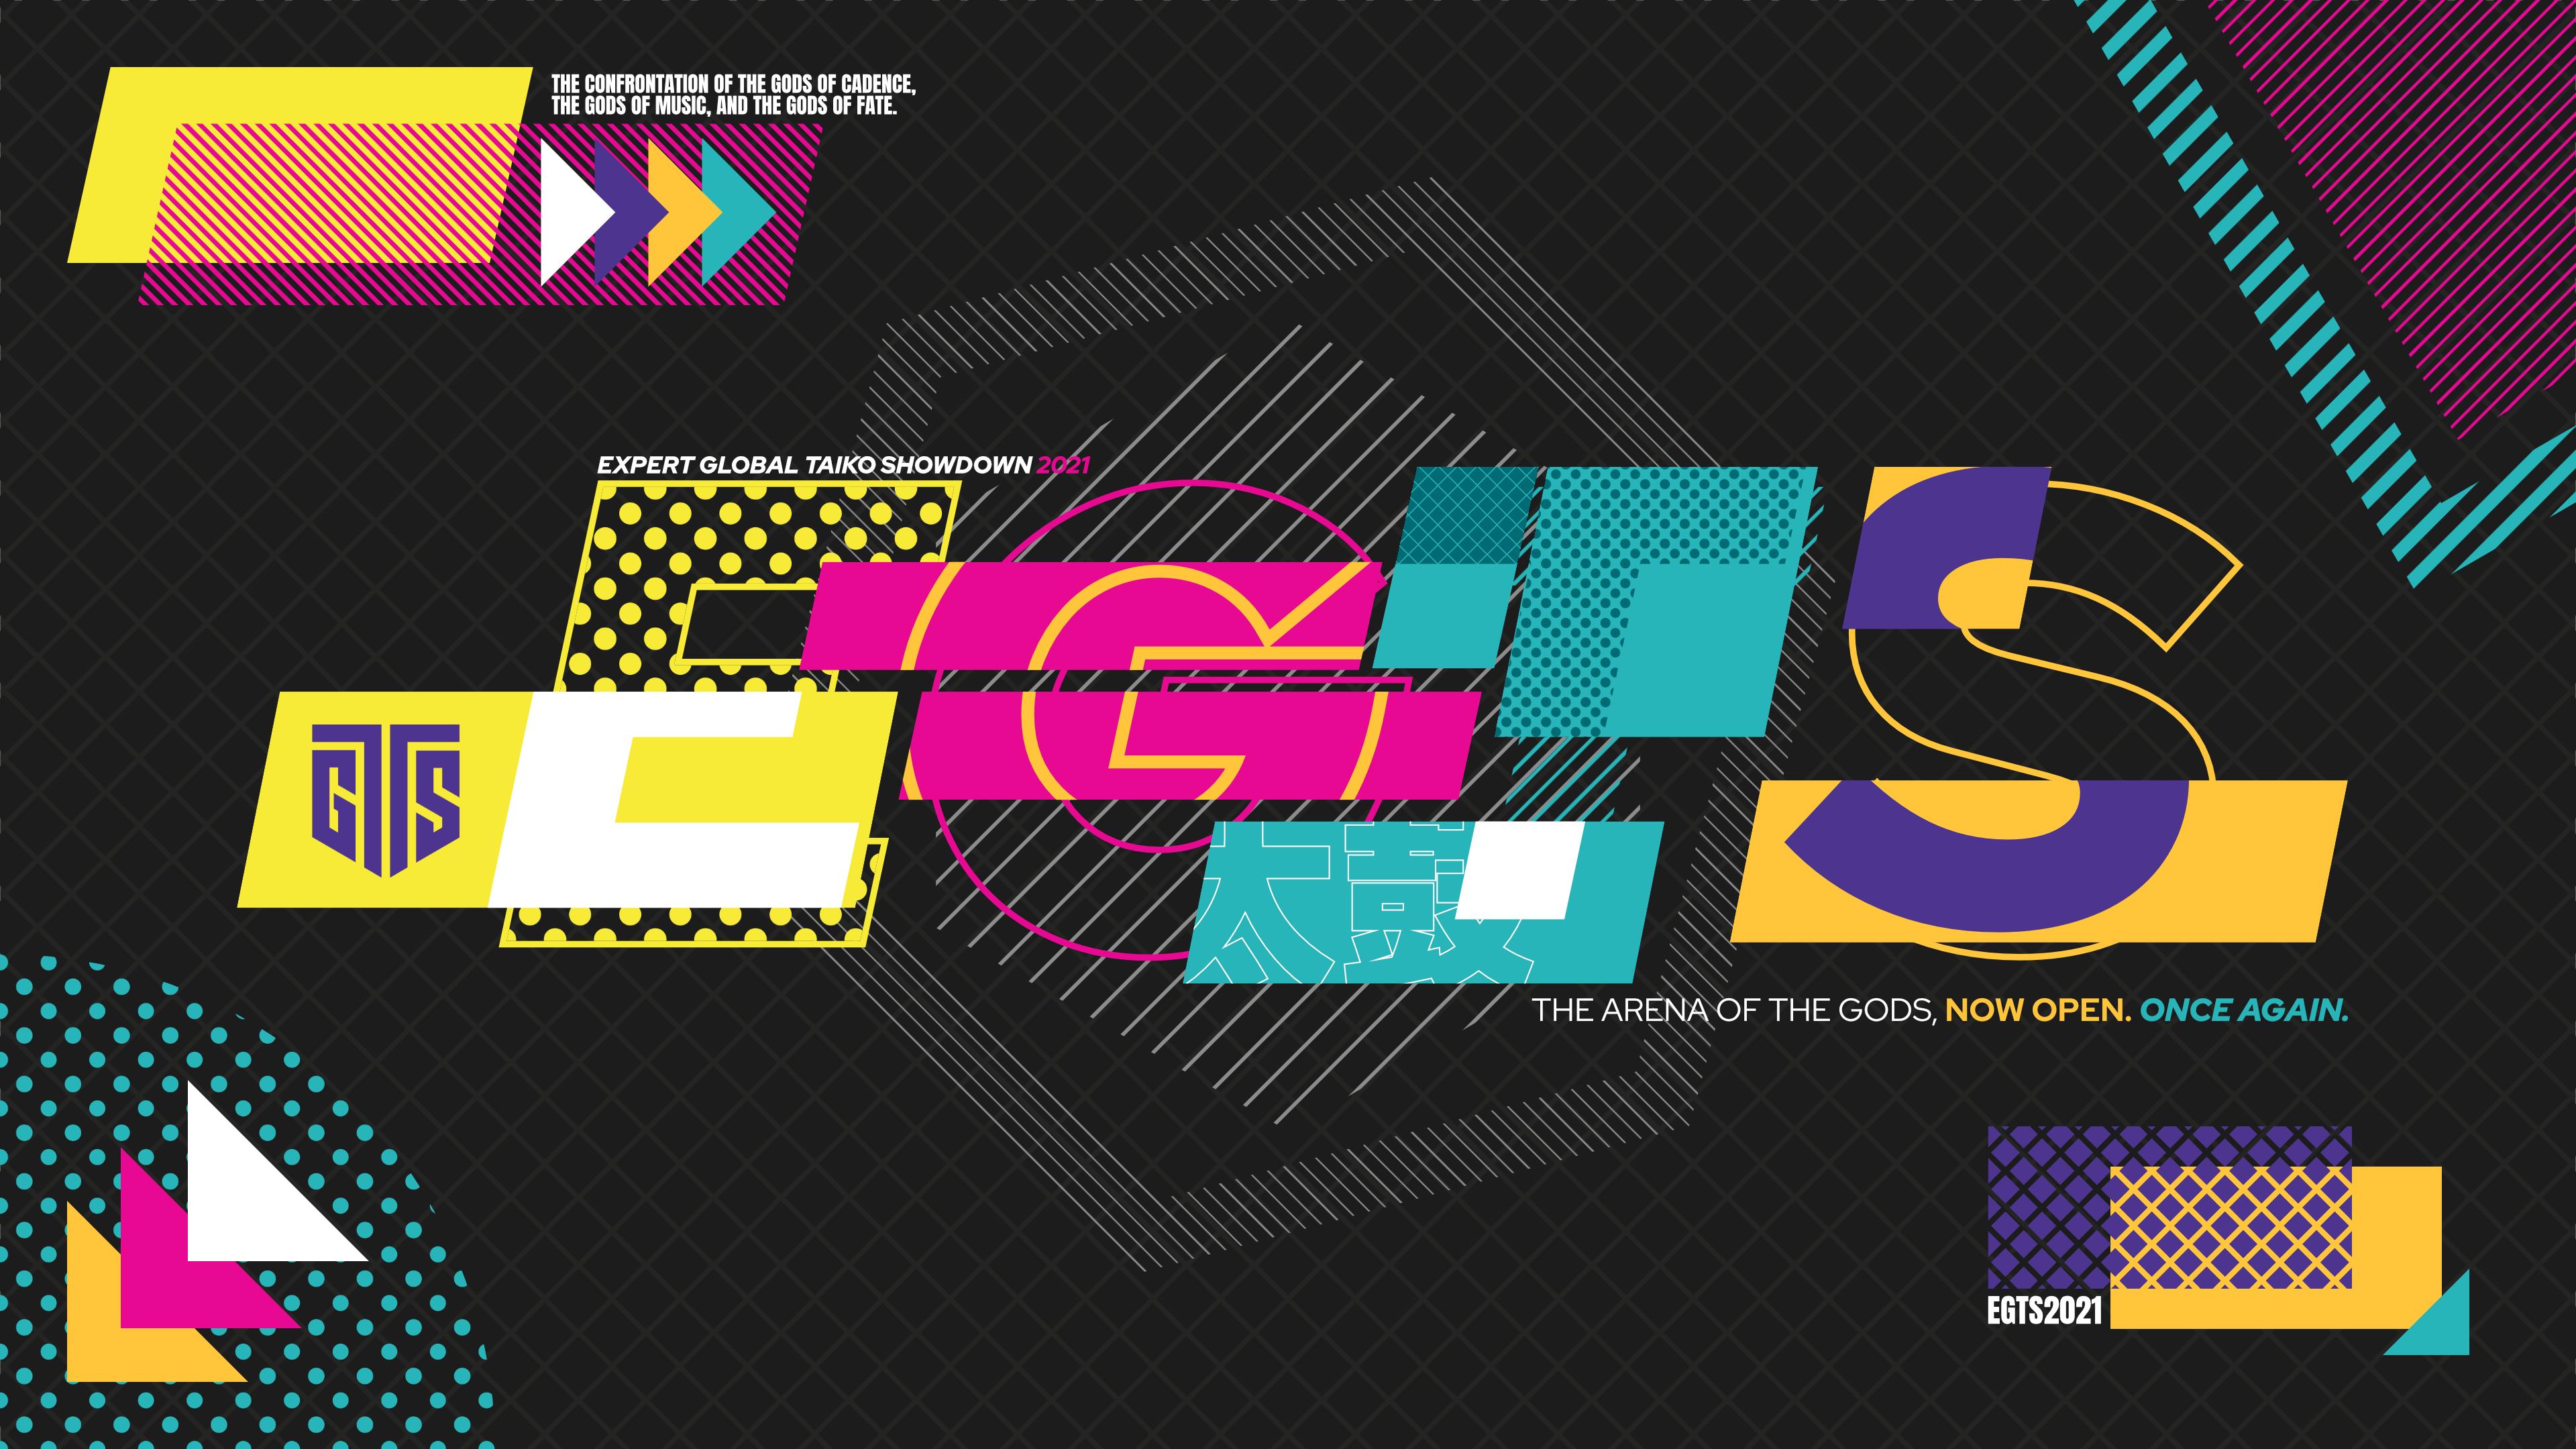 THE CONFRONTATION OF THE GODS OF CADENCE,
THE GODS OF MUSIC, AND THE GODS OF FATE.
EXPERT GLOBAL TAIKO SHOWDOWN 2021
EGTS
GTS
太鼓
THE ARENA OF THE GODS, NOW OPEN. ONCE AGAIN.
EGTS2021